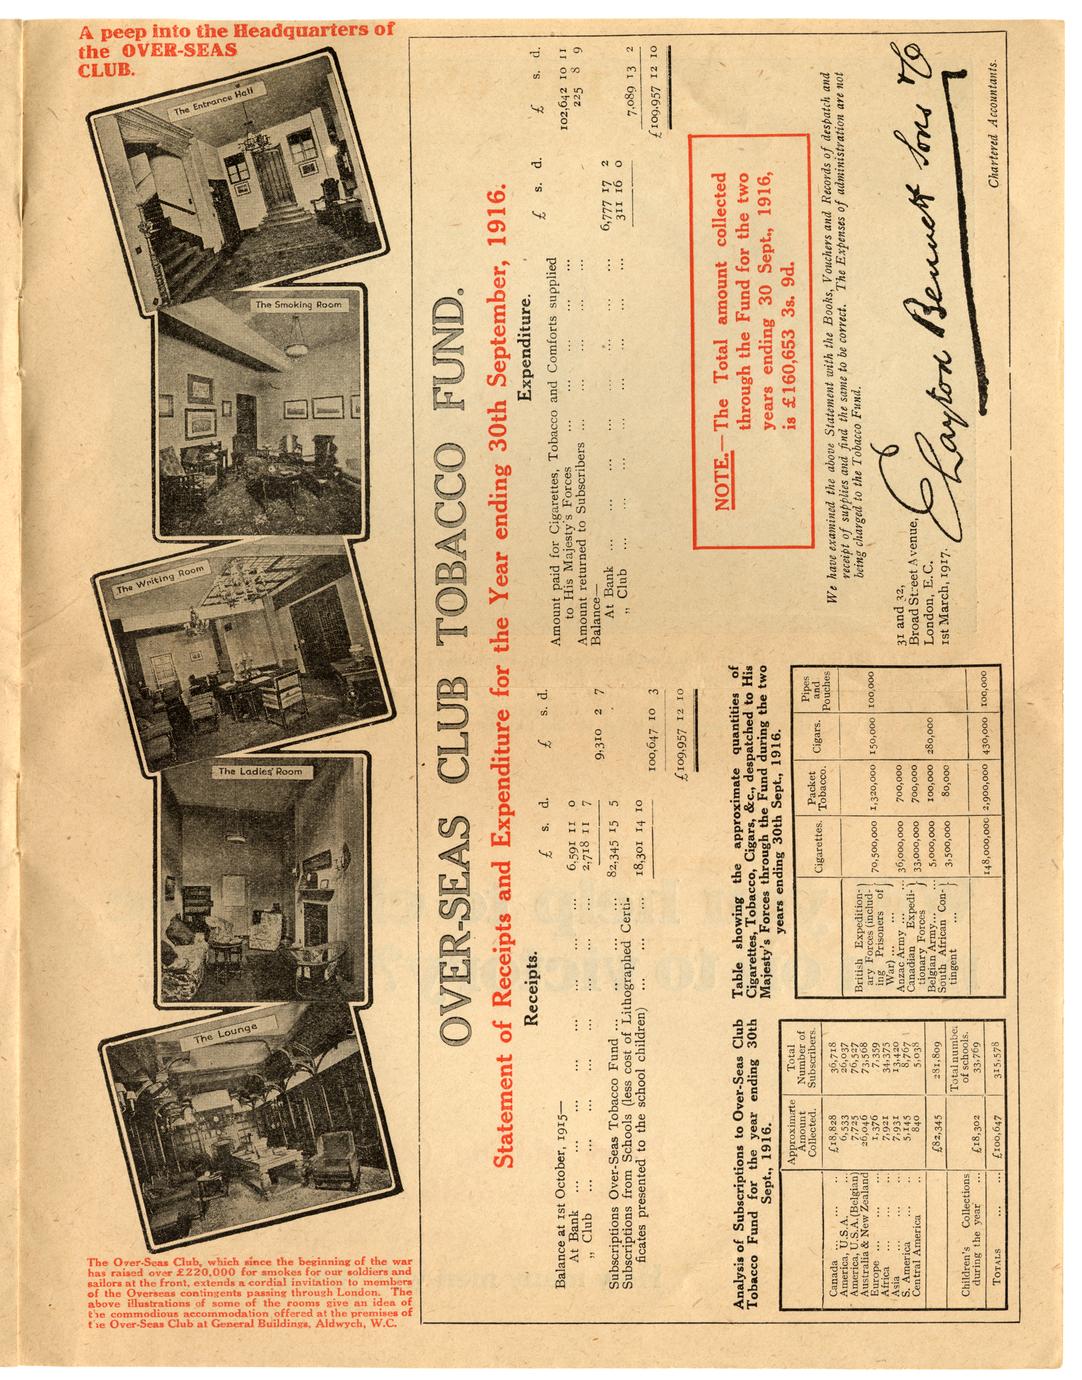 A peep into the Headquarters of
the OVER-SEAS
CLUB.
The Entrance Hall
The Smoking Room
The Writing Room
The Ladies' Room
The Lounge
The Over-Seas Club, which since the beginning of the war
has raised over £220,000 for smokes for our soldiers and
sailors at the front, extends a cordial invitation to members
of the Overseas contingents passing through London. The
above illustrations of some of the rooms give an idea of
the commodious accommodation offered at the premises of
the Over-Seas Club at General Buildings, Aldwych, W.C.
OVER-SEAS CLUB TOBACCO FUND.
Statement of Receipts and Expenditure for the Year ending 30th September, 1916.
Receipts.
£ s. d. £ s. d.
Balance at 1st October, 1915—
At Bank ... ... ... ... ... 6,591 11 0
„ Club ... ... ... ... ... 2,718 11 7
9,310 2 7
Subscriptions Over-Seas Tobacco Fund ... ... ... 82,345 15 5
Subscriptions from Schools (less cost of Lithographed Certi-
ficates presented to the school children) ... ... ... 18,301 14 10
100,647 10 3
£109,957 12 10
Expenditure.
£ s. d. £ s. d.
Amount paid for Cigarettes, Tobacco and Comforts supplied
to His Majesty's Forces ... ... ... ... 102,642 10 11
Amount returned to Subscribers ... ... ... ... 225 8 9
Balance—
At Bank ... ... ... ... ... 6,777 17 2
„ Club ... ... ... ... ... 311 16 0
7,089 13 2
£109,957 12 10
Analysis of Subscriptions to Over-Seas Club
Tobacco Fund for the year ending 30th
Sept., 1916.
Approximate Amount Collected. Total Number of Subscribers.
Canada ... ... £18,828 36,718
America, U.S.A. ... 6,533 26,037
America, U.S.A. (Belgian) 7,725 76,527
Australia & New Zealand 26,046 73,568
Europe ... ... 1,376 7,359
Africa ... ... 7,921 34,375
Asia ... ... 7,931 13,420
S. America ... ... 5,145 8,767
Central America .. 840 5,038
£82,345 281,809
Total number of schools.
Children's Collections
during the year ... £18,302 33,769
TOTALS ... ... £100,647 315,578
Table showing the approximate quantities of
Cigarettes, Tobacco, Cigars, &c., despatched to His
Majesty's Forces through the Fund during the two
years ending 30th Sept., 1916.
Cigarettes. Packet Tobacco. Cigars. Pipes and Pouches
British Expedition-
ary Forces (includ-
ing Prisoners of
War) ... ... 70,500,000 1,320,000 150,000 100,000
Anzac Army ... ... 36,000,000 700,000
Canadian Expedi-
tionary Forces 33,000,000 700,000
Belgian Army... ... 5,000,000 100,000 280,000
South African Con-
tingent ... 3,500,000 80,000
148,000,000 2,900,000 430,000 100,000
NOTE.—The Total amount collected
through the Fund for the two
years ending 30 Sept., 1916,
is £160,653 3s. 9d.
We have examined the above Statement with the Books, Vouchers and Records of despatch and
receipt of supplies and find the same to be correct. The Expenses of administration are not
being charged to the Tobacco Fund.
31 and 32,
Broad Street Avenue,
London, E.C.
1st March, 1917.
Clayton Bennett Sons & Co
Chartered Accountants.